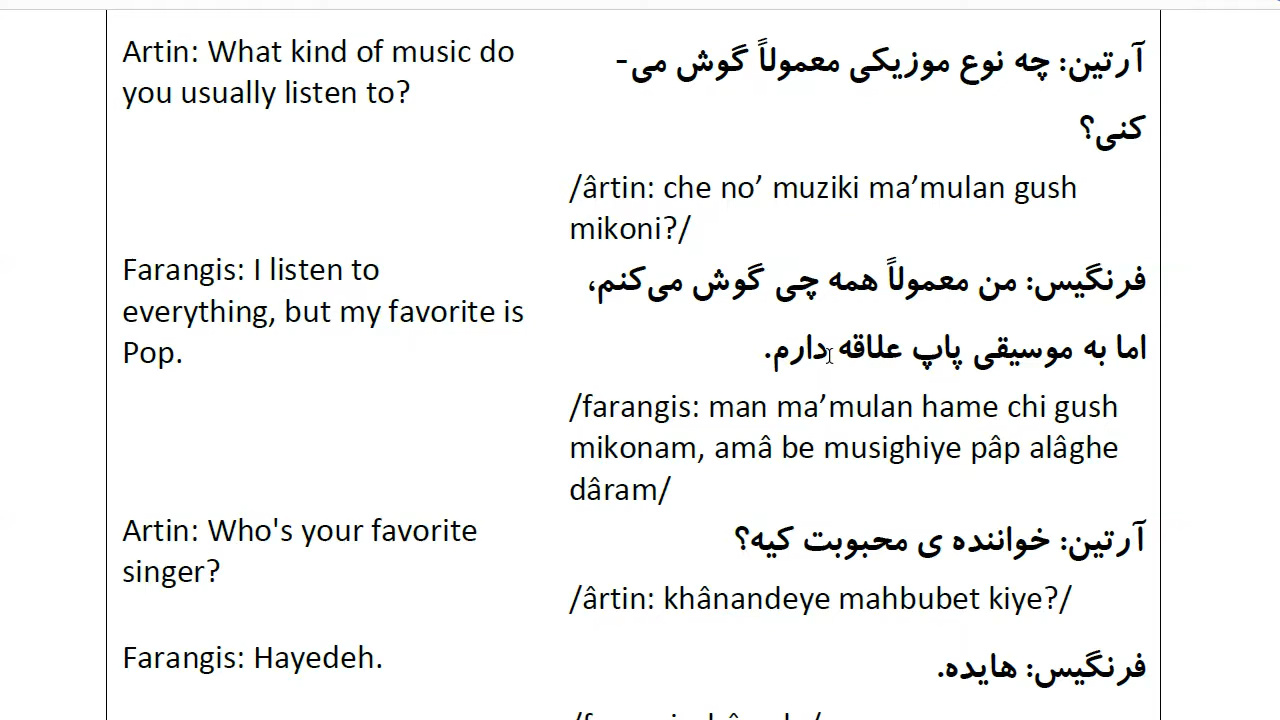 Artin: What kind of music do
you usually listen to?
آرتین: چه نوع موزیکی معمولاً گوش می-
کنی؟
/ârtin: che no’ muziki ma’mulan gush
mikoni?/
Farangis: I listen to
everything, but my favorite is
Pop.
فرنگیس: من معمولاً همه چی گوش می‌کنم،
اما به موسیقی پاپ علاقه دارم.
/farangis: man ma’mulan hame chi gush
mikonam, amâ be musighiye pâp alâghe
dâram/
Artin: Who's your favorite
singer?
آرتین: خواننده ی محبوبت کیه؟
/ârtin: khânandeye mahbubet kiye?/
Farangis: Hayedeh.
فرنگیس: هایده.